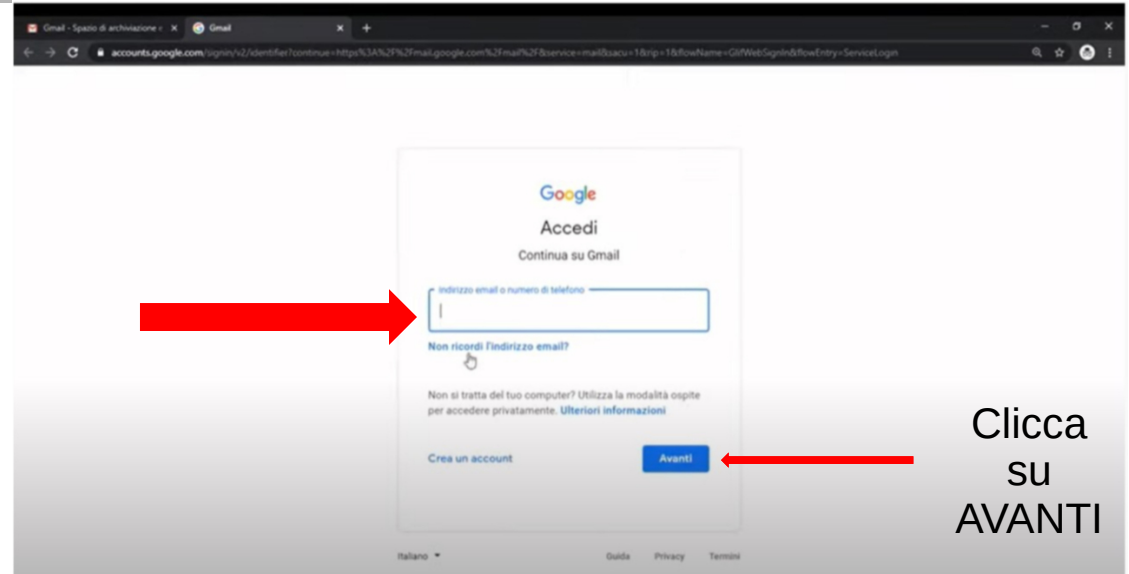 Gmail - Spazio di archiviazione
Gmail
accounts.google.com/signin/v2/identifier?continue=https%3A%2F%2Fmail.google.com%2Fmail%2F&service=mail&sacu=1&rip=1&flowName=GlifWebSignIn&flowEntry=ServiceLogin
Google
Accedi
Continua su Gmail
Indirizzo email o numero di telefono
Non ricordi l'indirizzo email?
Non si tratta del tuo computer? Utilizza la modalità ospite
per accedere privatamente. Ulteriori informazioni
Crea un account
Avanti
Clicca
su
AVANTI
Italiano
Guida Privacy Termini